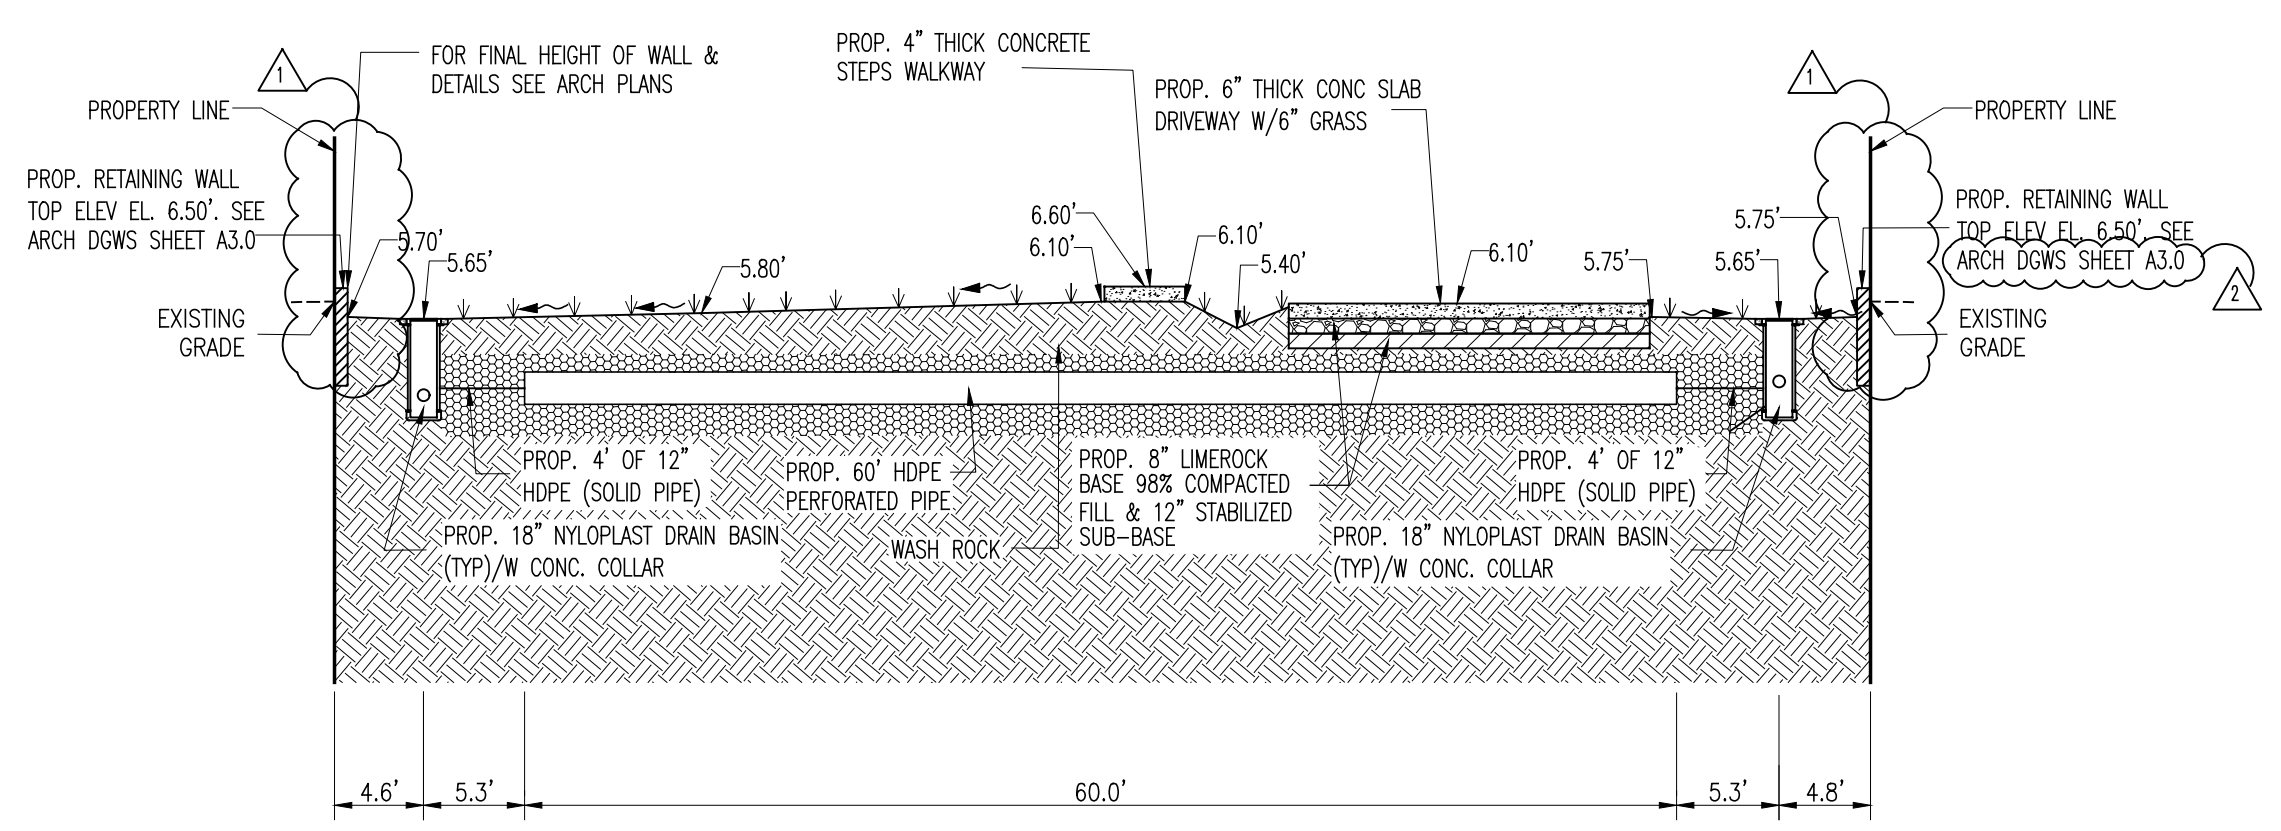 1
FOR FINAL HEIGHT OF WALL &
DETAILS SEE ARCH PLANS
PROPERTY LINE
PROP. RETAINING WALL
TOP ELEV EL. 6.50'. SEE
ARCH DGWS SHEET A3.0
EXISTING
GRADE
5.70'
5.65'
5.80'
PROP. 4" THICK CONCRETE
STEPS WALKWAY
PROP. 6" THICK CONC SLAB
DRIVEWAY W/6" GRASS
6.60'
6.10'
6.10'
5.40'
6.10'
5.75'
5.65'
5.75'
1
PROPERTY LINE
PROP. RETAINING WALL
TOP ELEV EL. 6.50'. SEE
ARCH DGWS SHEET A3.0
2
EXISTING
GRADE
PROP. 4' OF 12"
HDPE (SOLID PIPE)
PROP. 18" NYLOPLAST DRAIN BASIN
(TYP)/W CONC. COLLAR
PROP. 60' HDPE
PERFORATED PIPE
WASH ROCK
PROP. 8" LIMEROCK
BASE 98% COMPACTED
FILL & 12" STABILIZED
SUB-BASE
PROP. 4' OF 12"
HDPE (SOLID PIPE)
PROP. 18" NYLOPLAST DRAIN BASIN
(TYP)/W CONC. COLLAR
4.6'
5.3'
60.0'
5.3'
4.8'